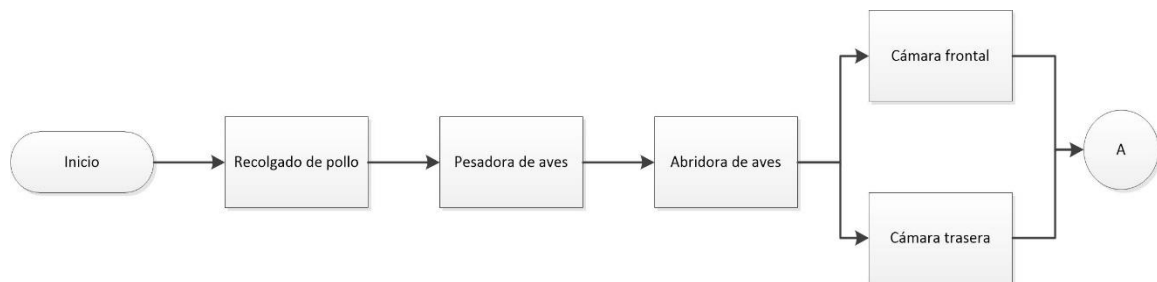 Cámara frontal
Inicio
Recolgado de pollo
Pesadora de aves
Abridora de aves
A
Cámara trasera